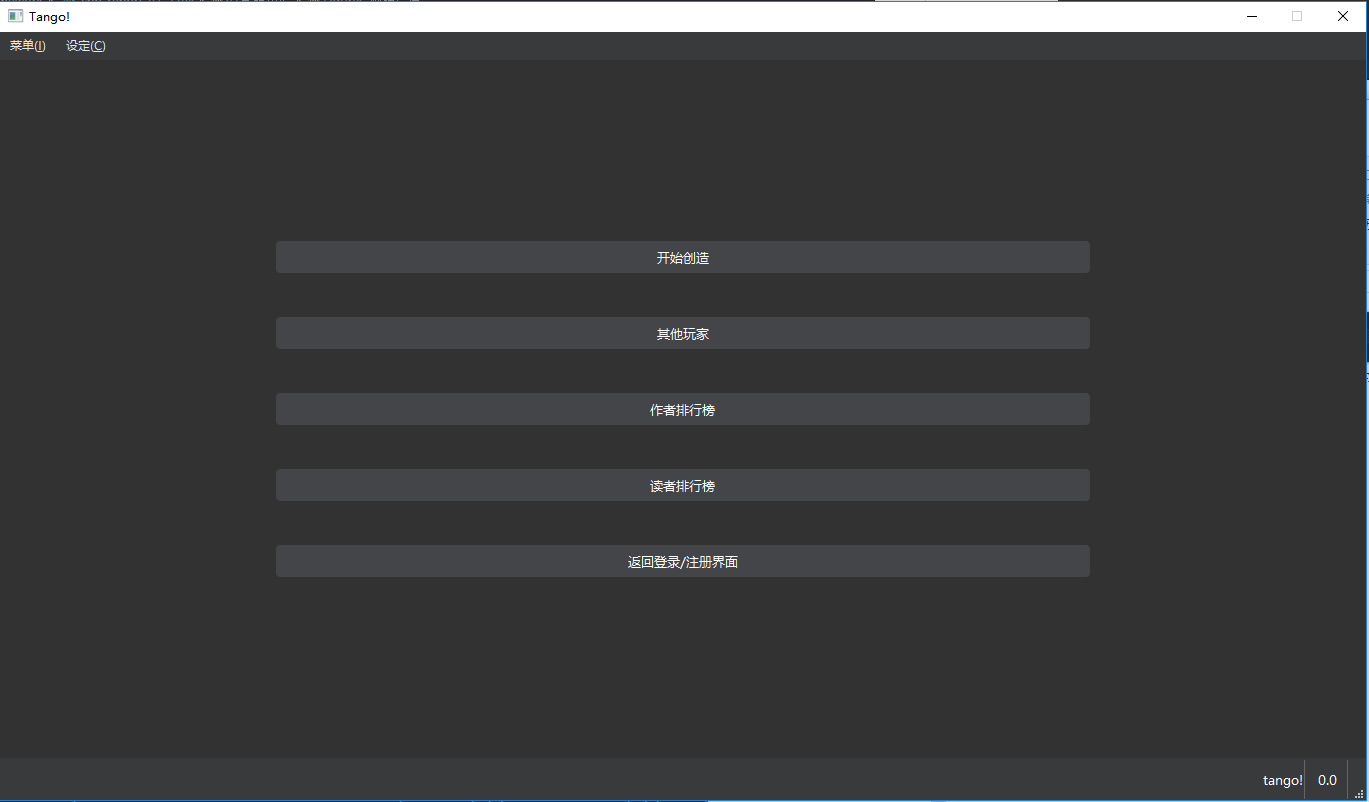 Tango!
菜单(I) 设定(C)
开始创造
其他玩家
作者排行榜
读者排行榜
返回登录/注册界面
tango! 0.0